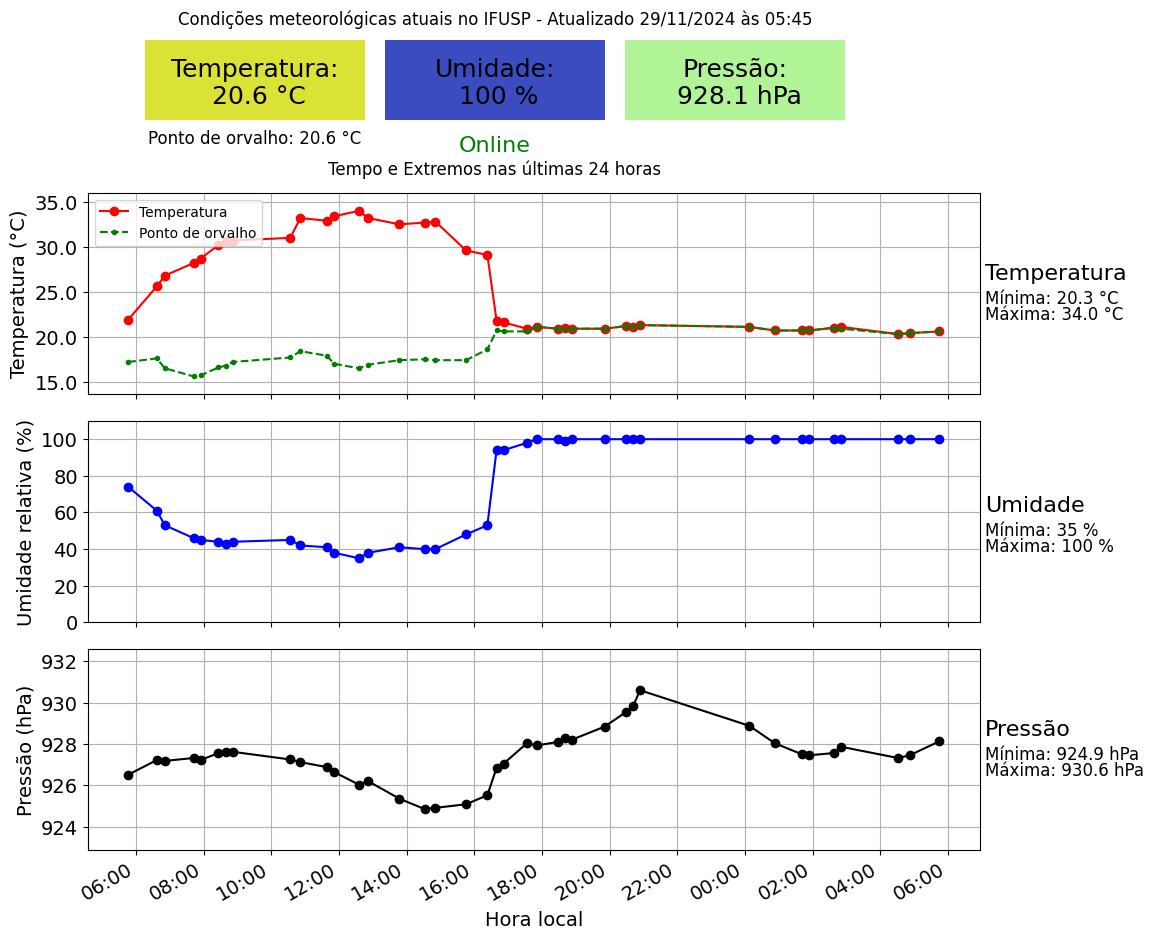 Condições meteorológicas atuais no IFUSP - Atualizado 29/11/2024 às 05:45
Temperatura:
20.6 °C
Umidade:
100 %
Pressão:
928.1 hPa
Ponto de orvalho: 20.6 °C
Online
Tempo e Extremos nas últimas 24 horas
Temperatura (°C)
35.0
30.0
25.0
20.0
15.0
Temperatura
Ponto de orvalho
Temperatura
Mínima: 20.3 °C
Máxima: 34.0 °C
Umidade relativa (%)
100
80
60
40
20
0
Umidade
Mínima: 35 %
Máxima: 100 %
Pressão (hPa)
932
930
928
926
924
Pressão
Mínima: 924.9 hPa
Máxima: 930.6 hPa
06:00
08:00
10:00
12:00
14:00
16:00
18:00
20:00
22:00
00:00
02:00
04:00
06:00
Hora local